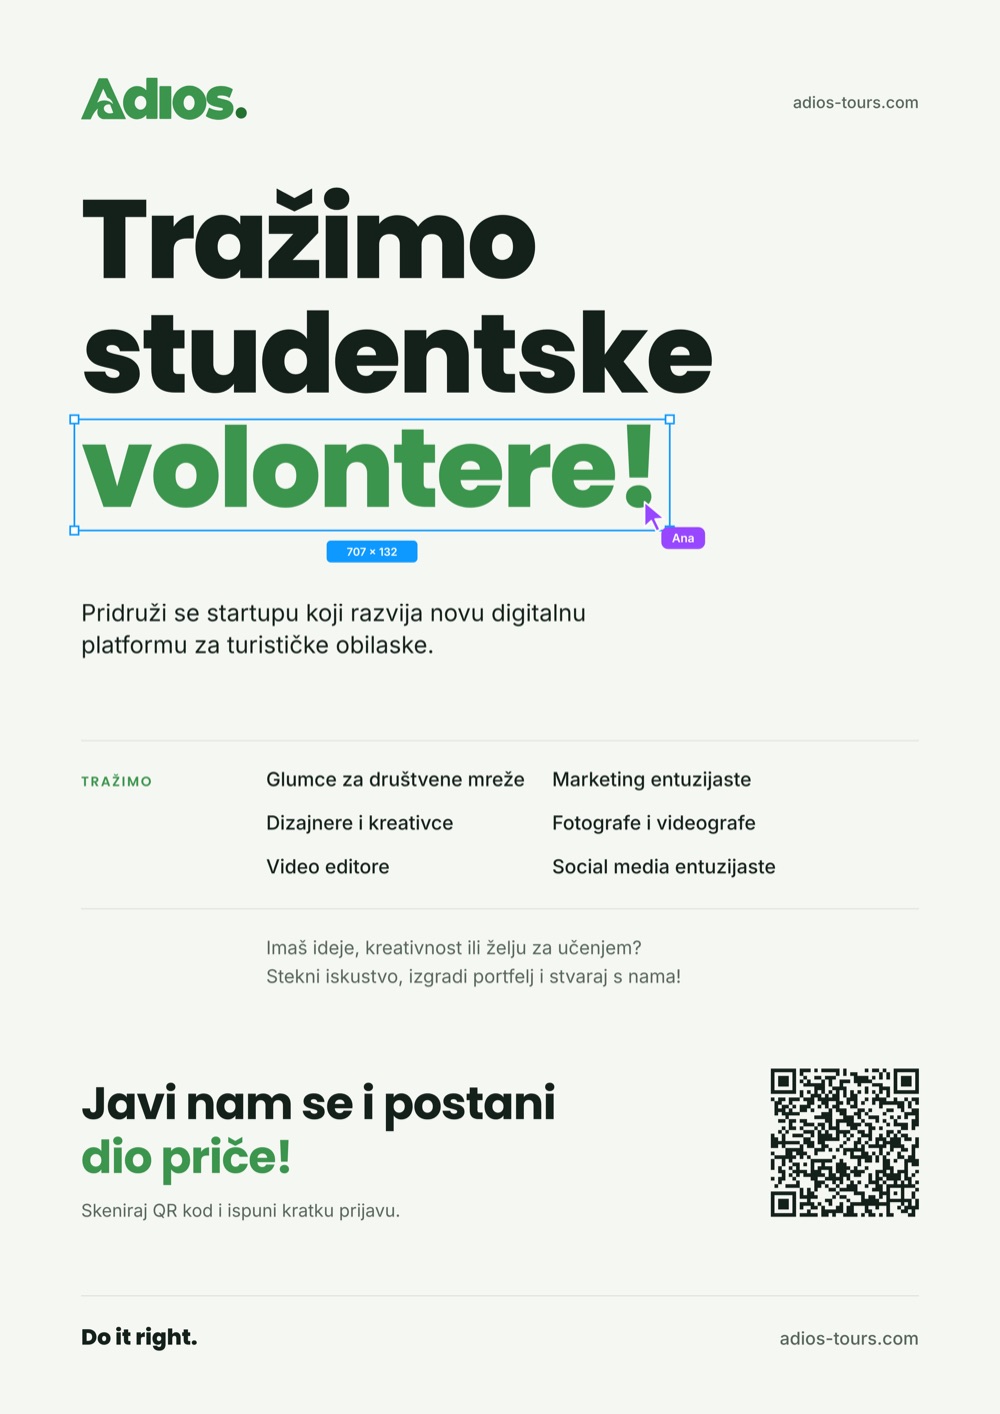 Adıos.
adios-tours.com
Tražimo
studentske
volontere!
Ana
707 × 132
Pridruži se startupu koji razvija novu digitalnu
platformu za turističke obilaske.
TRAŽIMO
Glumce za društvene mreže
Marketing entuzijaste
Dizajnere i kreativce
Fotografe i videografe
Video editore
Social media entuzijaste
Imaš ideje, kreativnost ili želju za učenjem?
Stekni iskustvo, izgradi portfelj i stvaraj s nama!
Javi nam se i postani
dio priče!
Skeniraj QR kod i ispuni kratku prijavu.
Do it right.
adios-tours.com